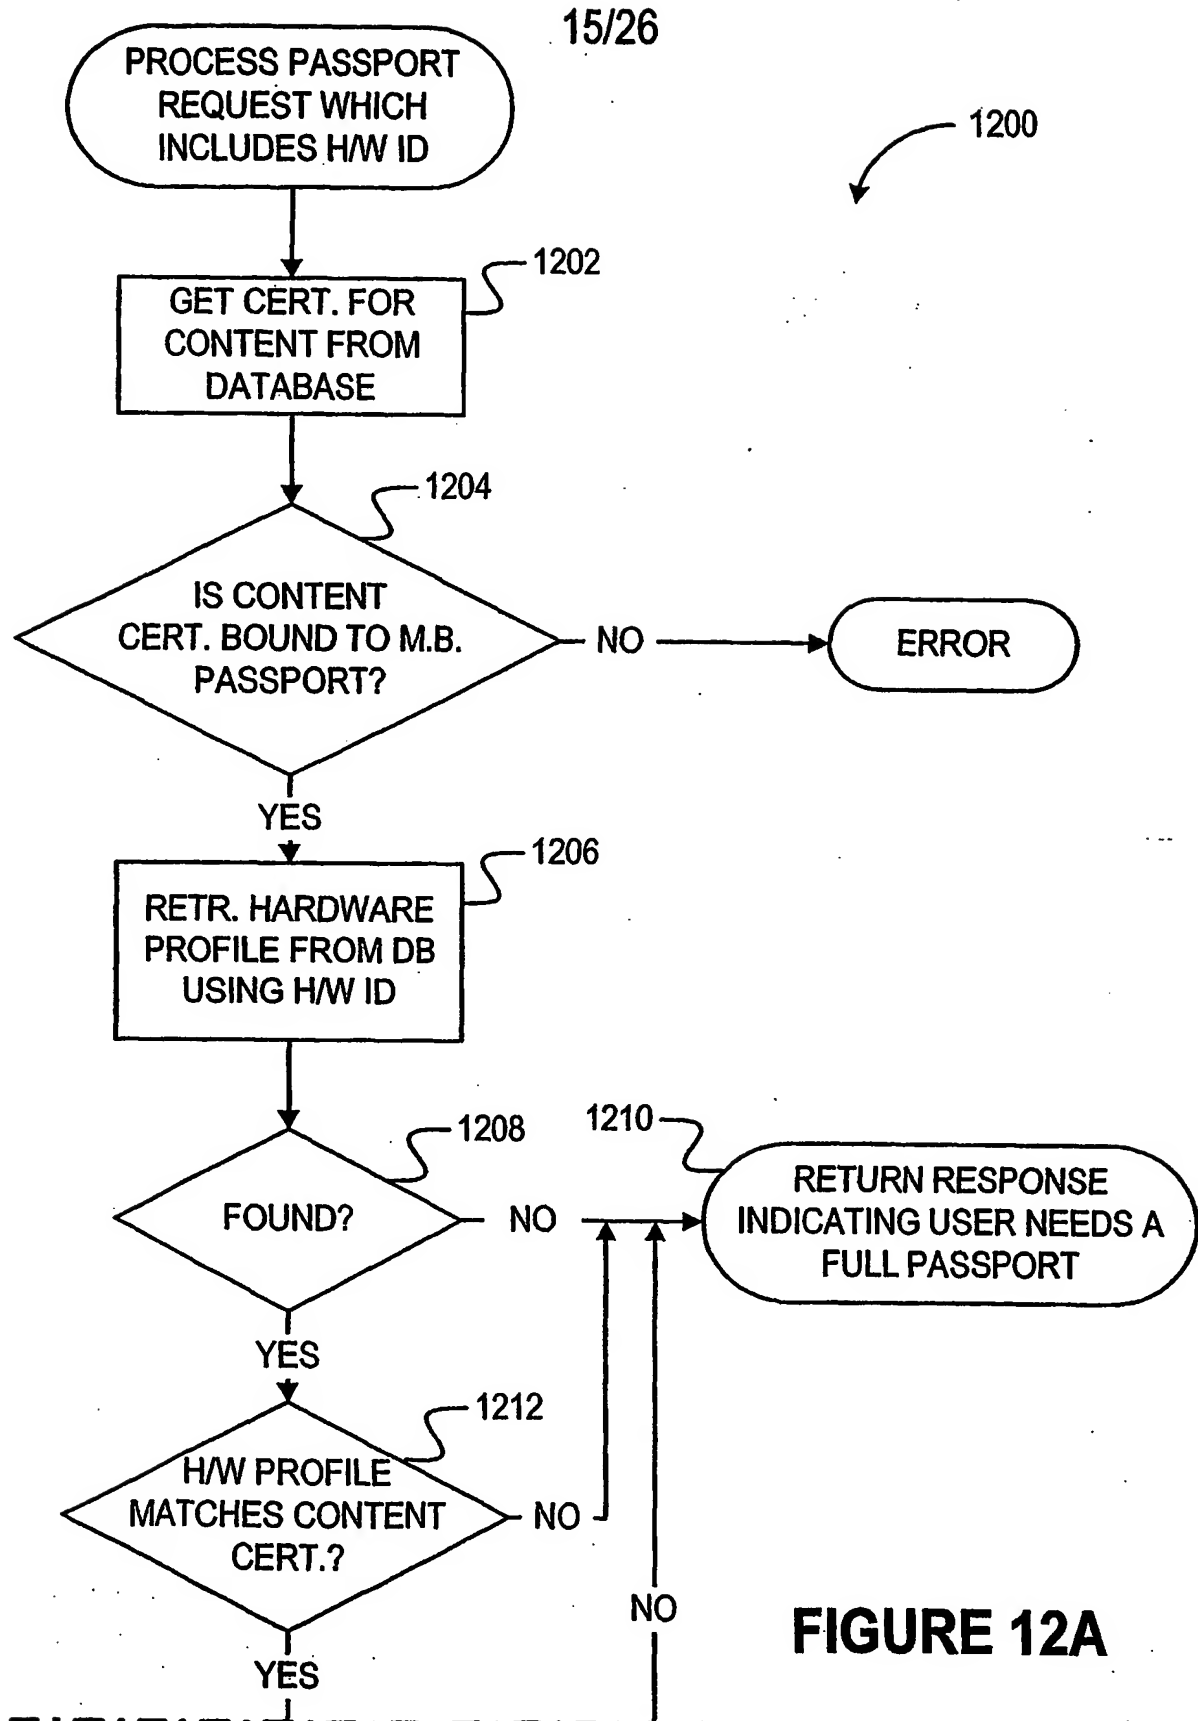 15/26
PROCESS PASSPORT
REQUEST WHICH
INCLUDES H/W ID
1200
1202
GET CERT. FOR
CONTENT FROM
DATABASE
1204
IS CONTENT
CERT. BOUND TO M.B.
PASSPORT?
NO
ERROR
YES
1206
RETR. HARDWARE
PROFILE FROM DB
USING H/W ID
1208
FOUND?
NO
1210
RETURN RESPONSE
INDICATING USER NEEDS A
FULL PASSPORT
YES
1212
H/W PROFILE
MATCHES CONTENT
CERT.?
NO
NO
YES
FIGURE 12A